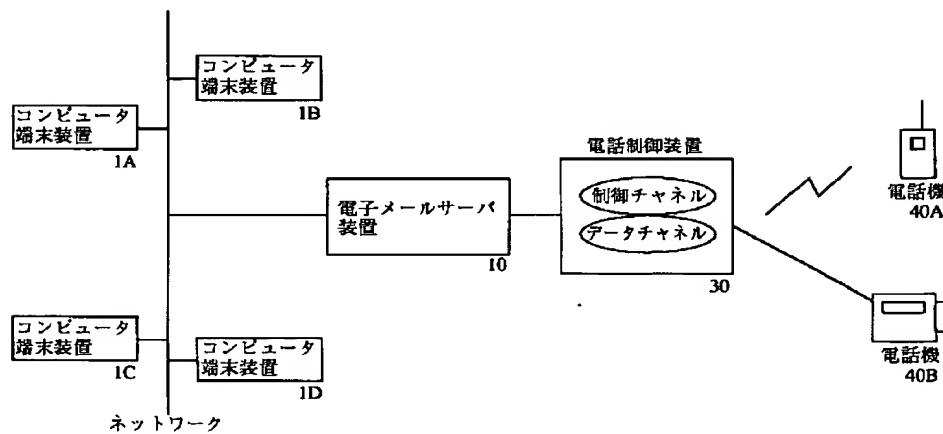 コンピュータ
端末装置
1B
コンピュータ
端末装置
1A
電話制御装置
制御チャネル
データチャネル
30
電子メールサーバ
装置
10
電話機
40A
コンピュータ
端末装置
1C
コンピュータ
端末装置
1D
電話機
40B
ネットワーク